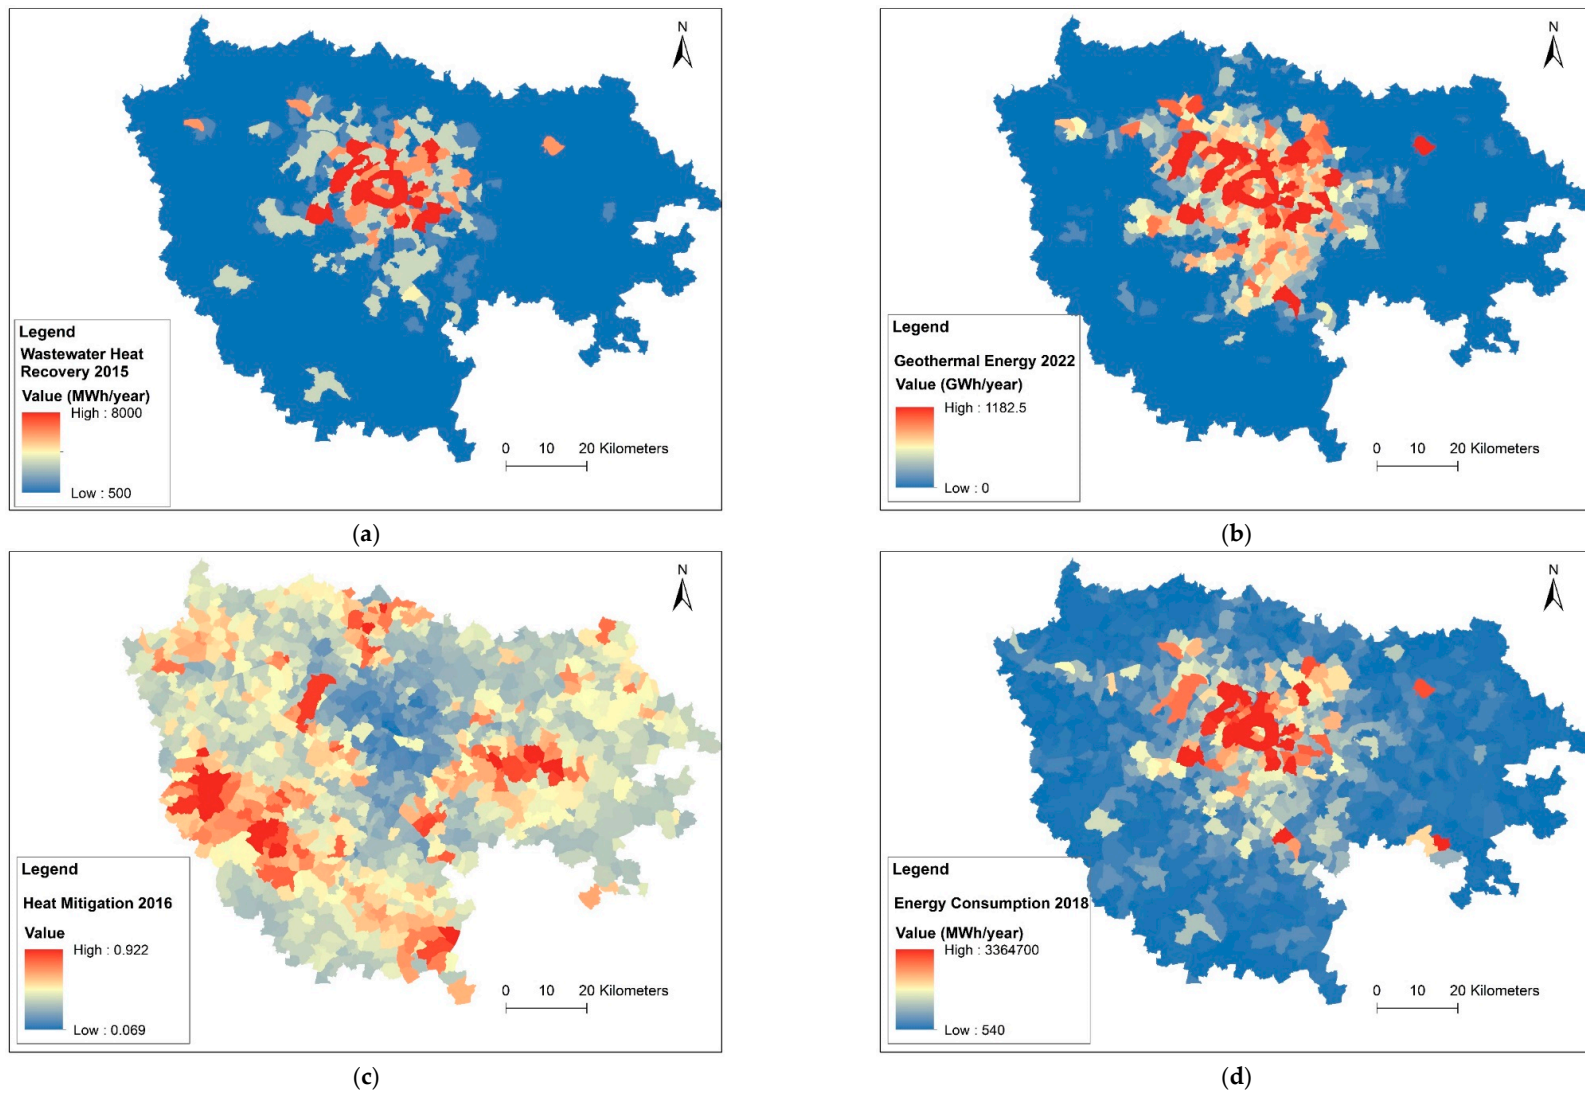 N
Legend
Wastewater Heat
Recovery 2015
Value (MWh/year)
High : 8000
Low : 500
0 10 20 Kilometers
(a)
N
Legend
Geothermal Energy 2022
Value (GWh/year)
High : 1182.5
Low : 0
0 10 20 Kilometers
(b)
N
Legend
Heat Mitigation 2016
Value
High : 0.922
Low : 0.069
0 10 20 Kilometers
(c)
N
Legend
Energy Consumption 2018
Value (MWh/year)
High : 3364700
Low : 540
0 10 20 Kilometers
(d)